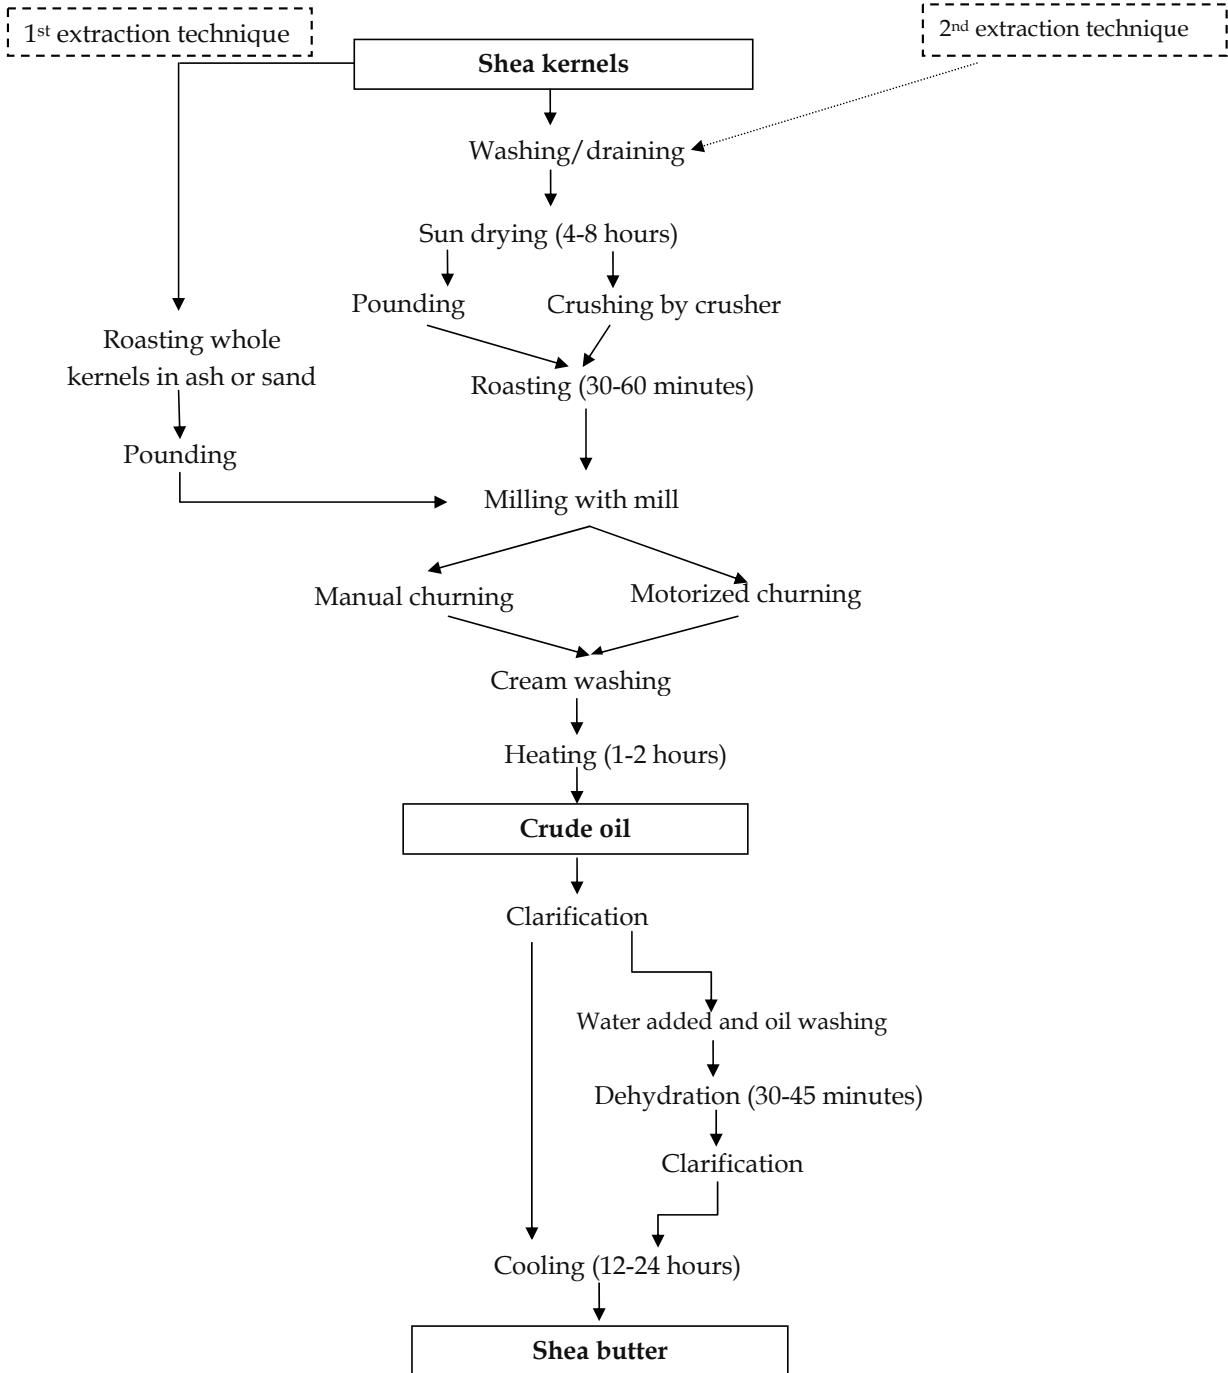 1st extraction technique
2nd extraction technique
Shea kernels
Washing/draining
Sun drying (4-8 hours)
Pounding
Crushing by crusher
Roasting whole
kernels in ash or sand
Roasting (30-60 minutes)
Pounding
Milling with mill
Manual churning
Motorized churning
Cream washing
Heating (1-2 hours)
Crude oil
Clarification
Water added and oil washing
Dehydration (30-45 minutes)
Clarification
Cooling (12-24 hours)
Shea butter